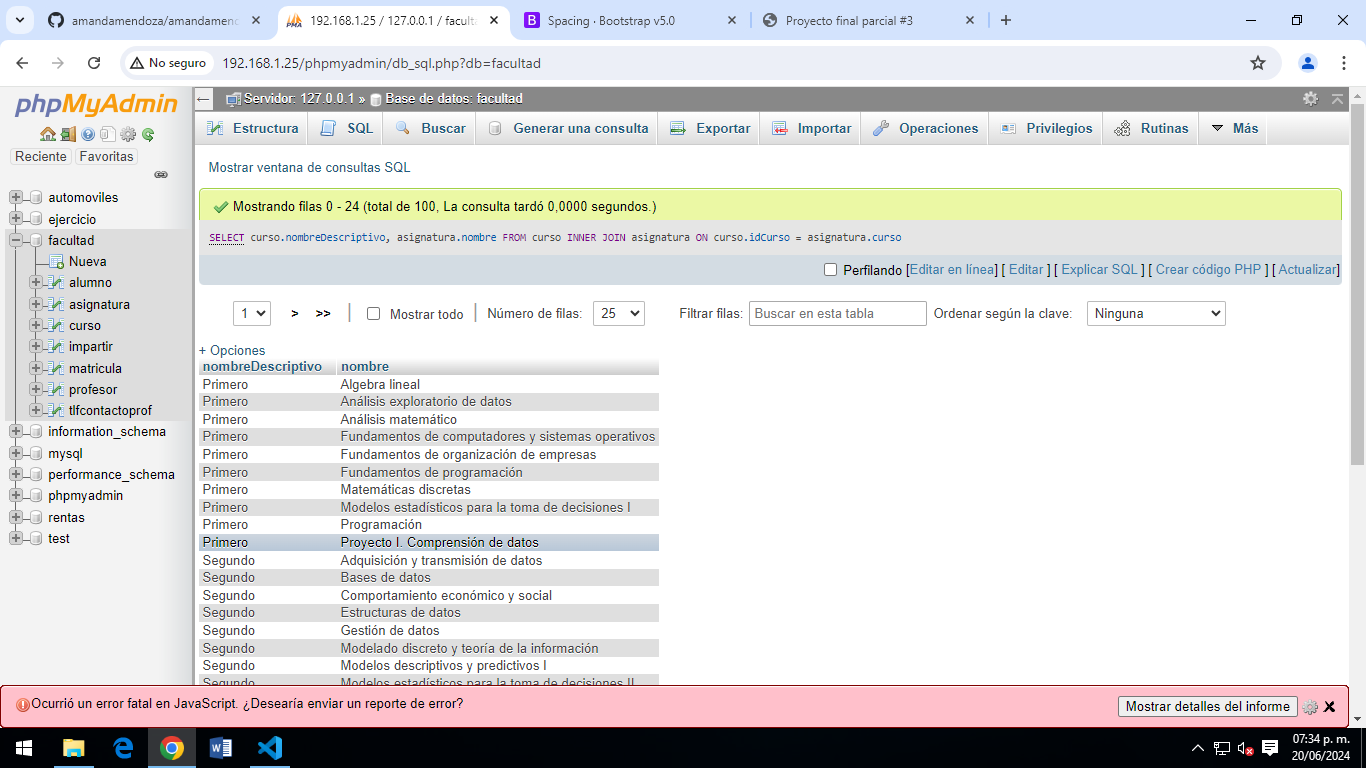 amandamendoza/amandamend
192.168.1.25 / 127.0.0.1 / faculta
Spacing · Bootstrap v5.0
Proyecto final parcial #3
No seguro
192.168.1.25/phpmyadmin/db_sql.php?db=facultad
phpMyAdmin
Reciente
Favoritas
automoviles
ejercicio
facultad
Nueva
alumno
asignatura
curso
impartir
matricula
profesor
tlfcontactoprof
information_schema
mysql
performance_schema
phpmyadmin
rentas
test
Servidor: 127.0.0.1 » Base de datos: facultad
Estructura SQL Buscar Generar una consulta Exportar Importar Operaciones Privilegios Rutinas Más
Mostrar ventana de consultas SQL
Mostrando filas 0 - 24 (total de 100, La consulta tardó 0,0000 segundos.)
SELECT curso.nombreDescriptivo, asignatura.nombre FROM curso INNER JOIN asignatura ON curso.idCurso = asignatura.curso
Perfilando [Editar en línea] [ Editar ] [ Explicar SQL ] [ Crear código PHP ] [ Actualizar]
1 > >> | Mostrar todo | Número de filas: 25 Filtrar filas: Buscar en esta tabla Ordenar según la clave: Ninguna
+ Opciones
nombreDescriptivo nombre
Primero Algebra lineal
Primero Análisis exploratorio de datos
Primero Análisis matemático
Primero Fundamentos de computadores y sistemas operativos
Primero Fundamentos de organización de empresas
Primero Fundamentos de programación
Primero Matemáticas discretas
Primero Modelos estadísticos para la toma de decisiones I
Primero Programación
Primero Proyecto I. Comprensión de datos
Segundo Adquisición y transmisión de datos
Segundo Bases de datos
Segundo Comportamiento económico y social
Segundo Estructuras de datos
Segundo Gestión de datos
Segundo Modelado discreto y teoría de la información
Segundo Modelos descriptivos y predictivos I
Segundo Modelos estadísticos para la toma de decisiones II
Ocurrió un error fatal en JavaScript. ¿Desearía enviar un reporte de error?
Mostrar detalles del informe
07:34 p. m.
20/06/2024